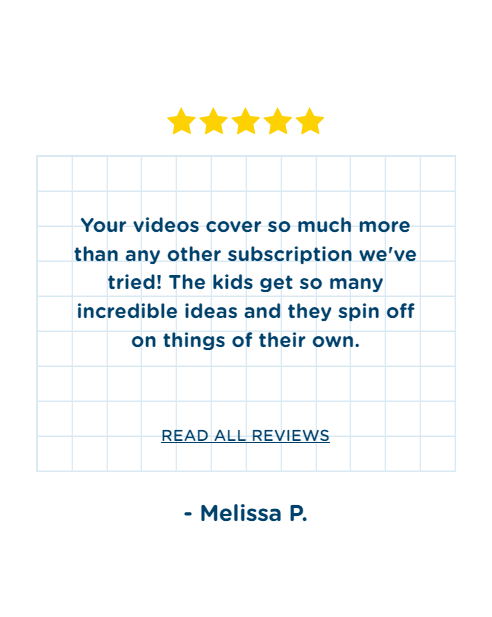 Your videos cover so much more
than any other subscription we've
tried! The kids get so many
incredible ideas and they spin off
on things of their own.
READ ALL REVIEWS
- Melissa P.